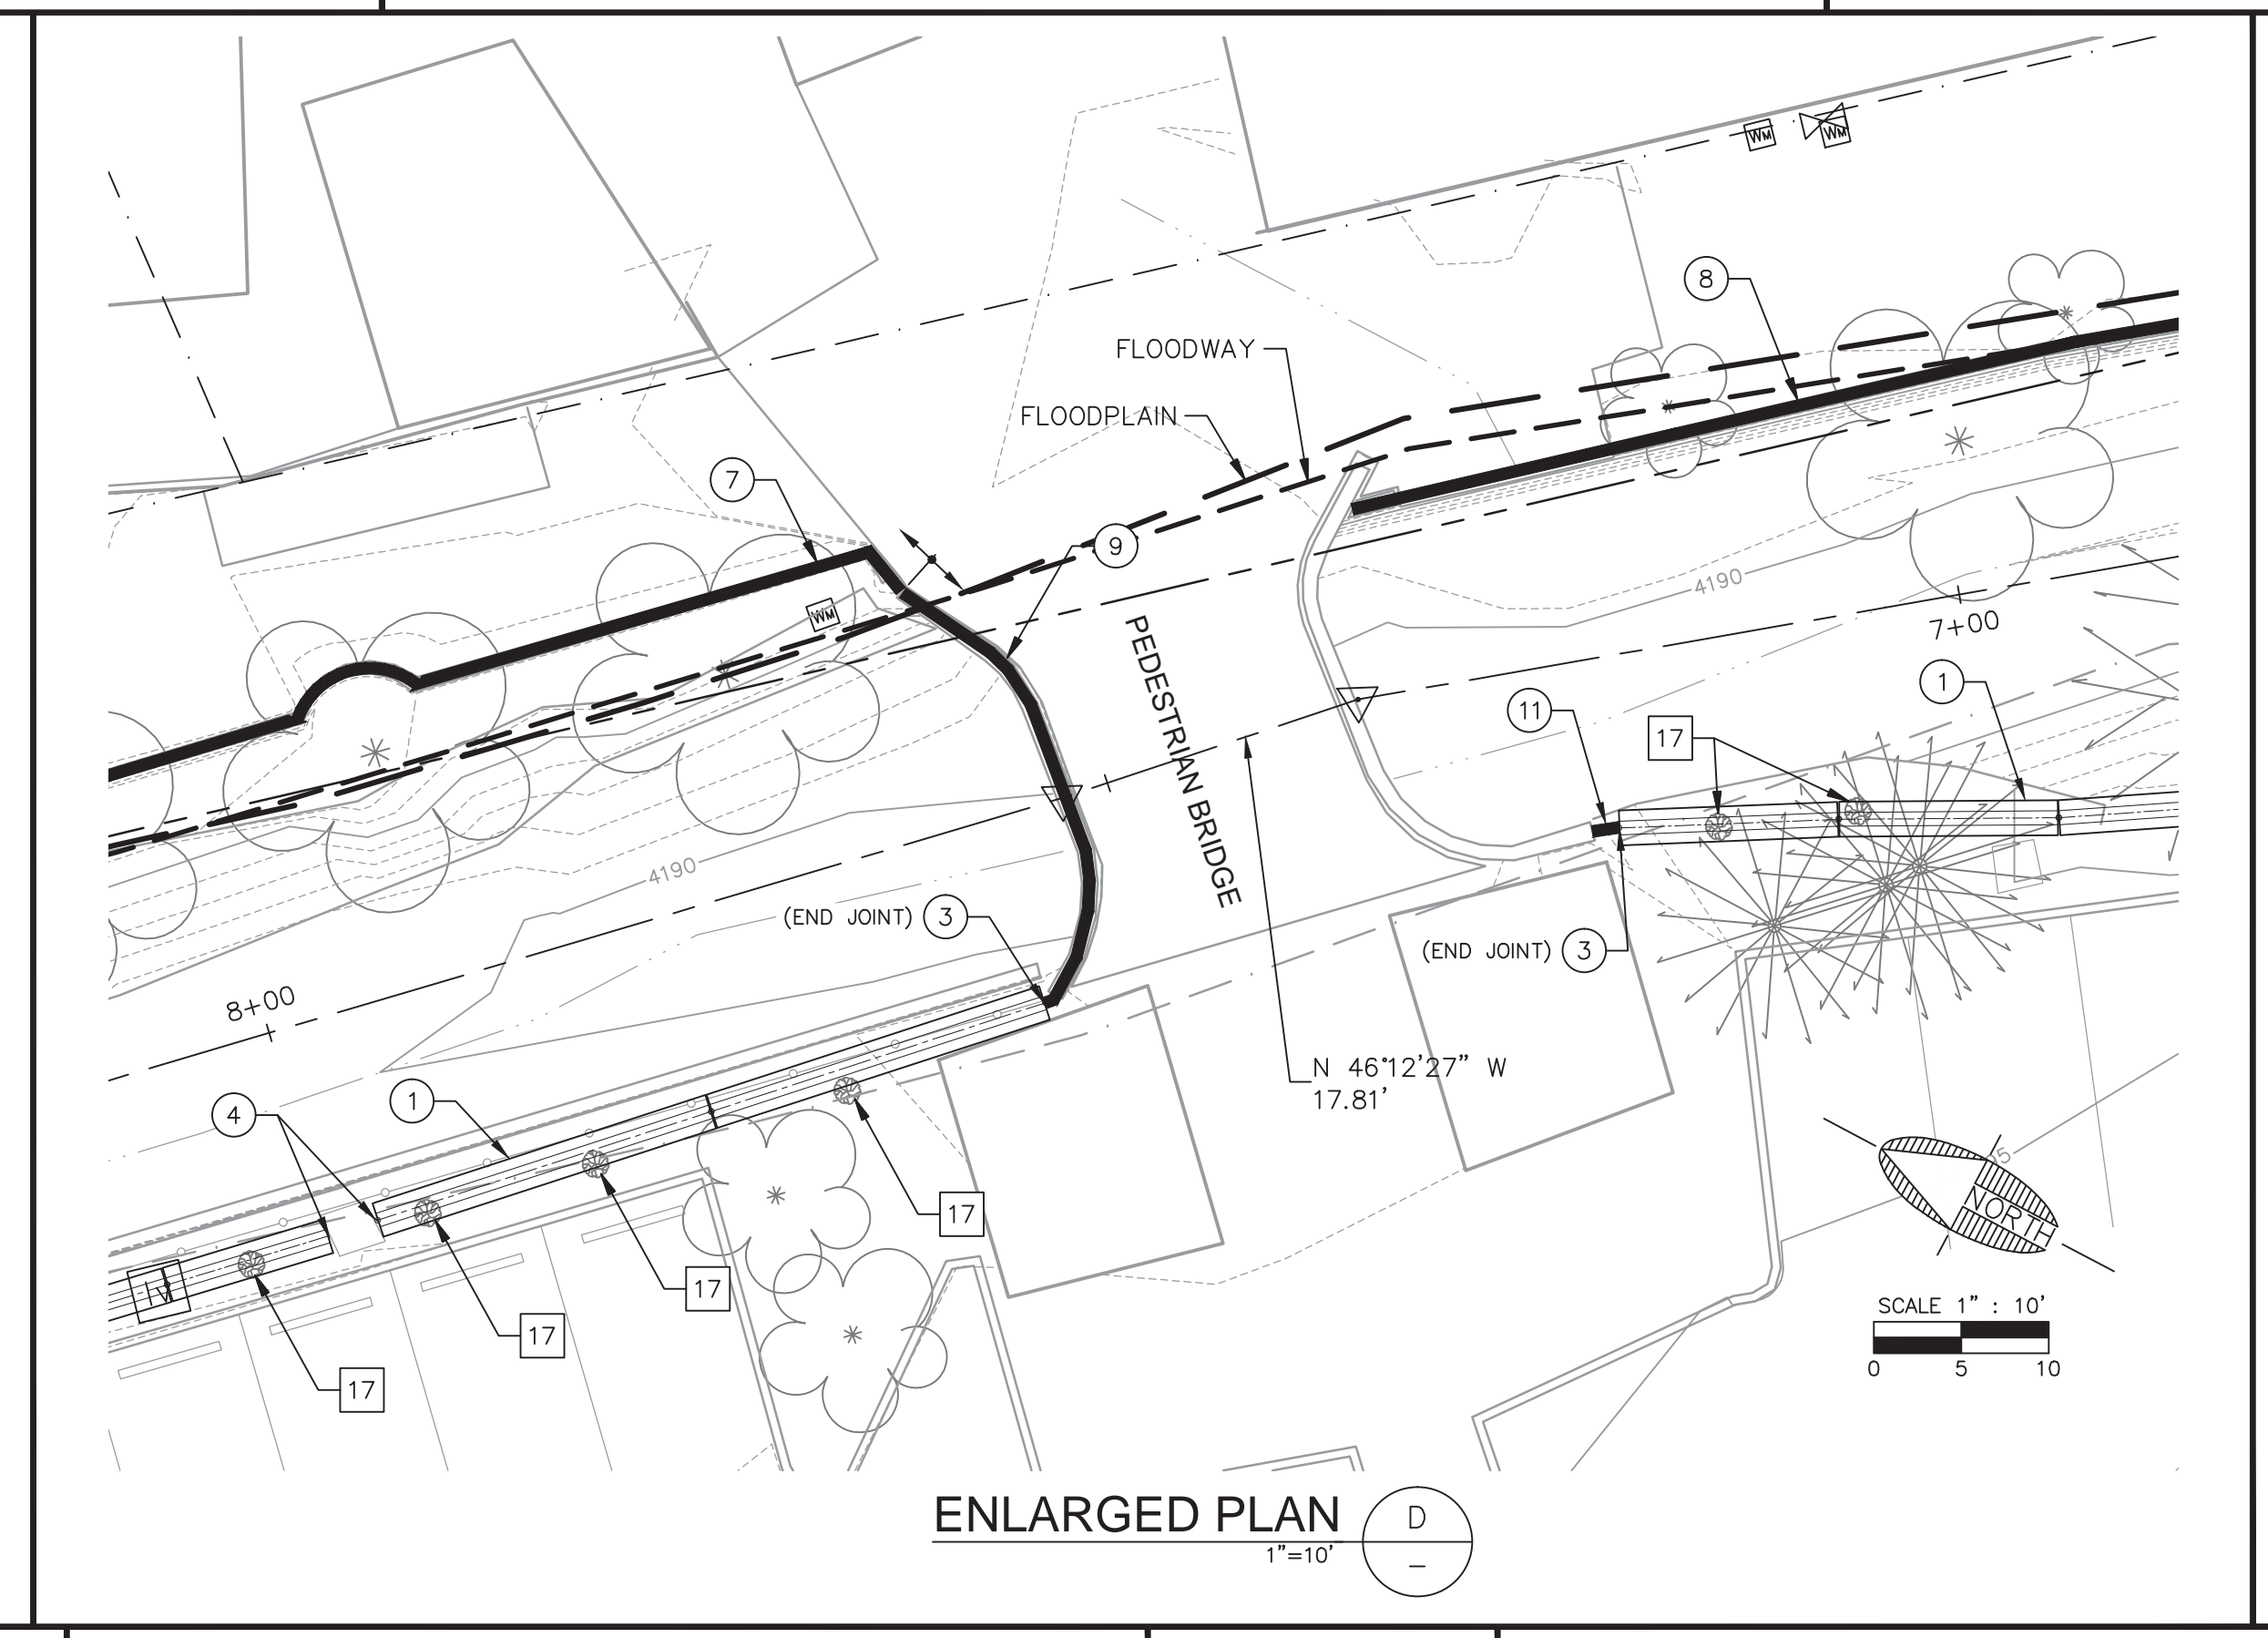 WM
WM
8
FLOODWAY
FLOODPLAIN
7
9
4190
WM
7+00
PEDESTRIAN BRIDGE
1
11
17
4190
(END JOINT) 3
(END JOINT) 3
8+00
N 46°12'27" W
17.81'
1
4
17
17
17
17
NORTH
SCALE 1" : 10'
0 5 10
ENLARGED PLAN
1"=10'
D
–